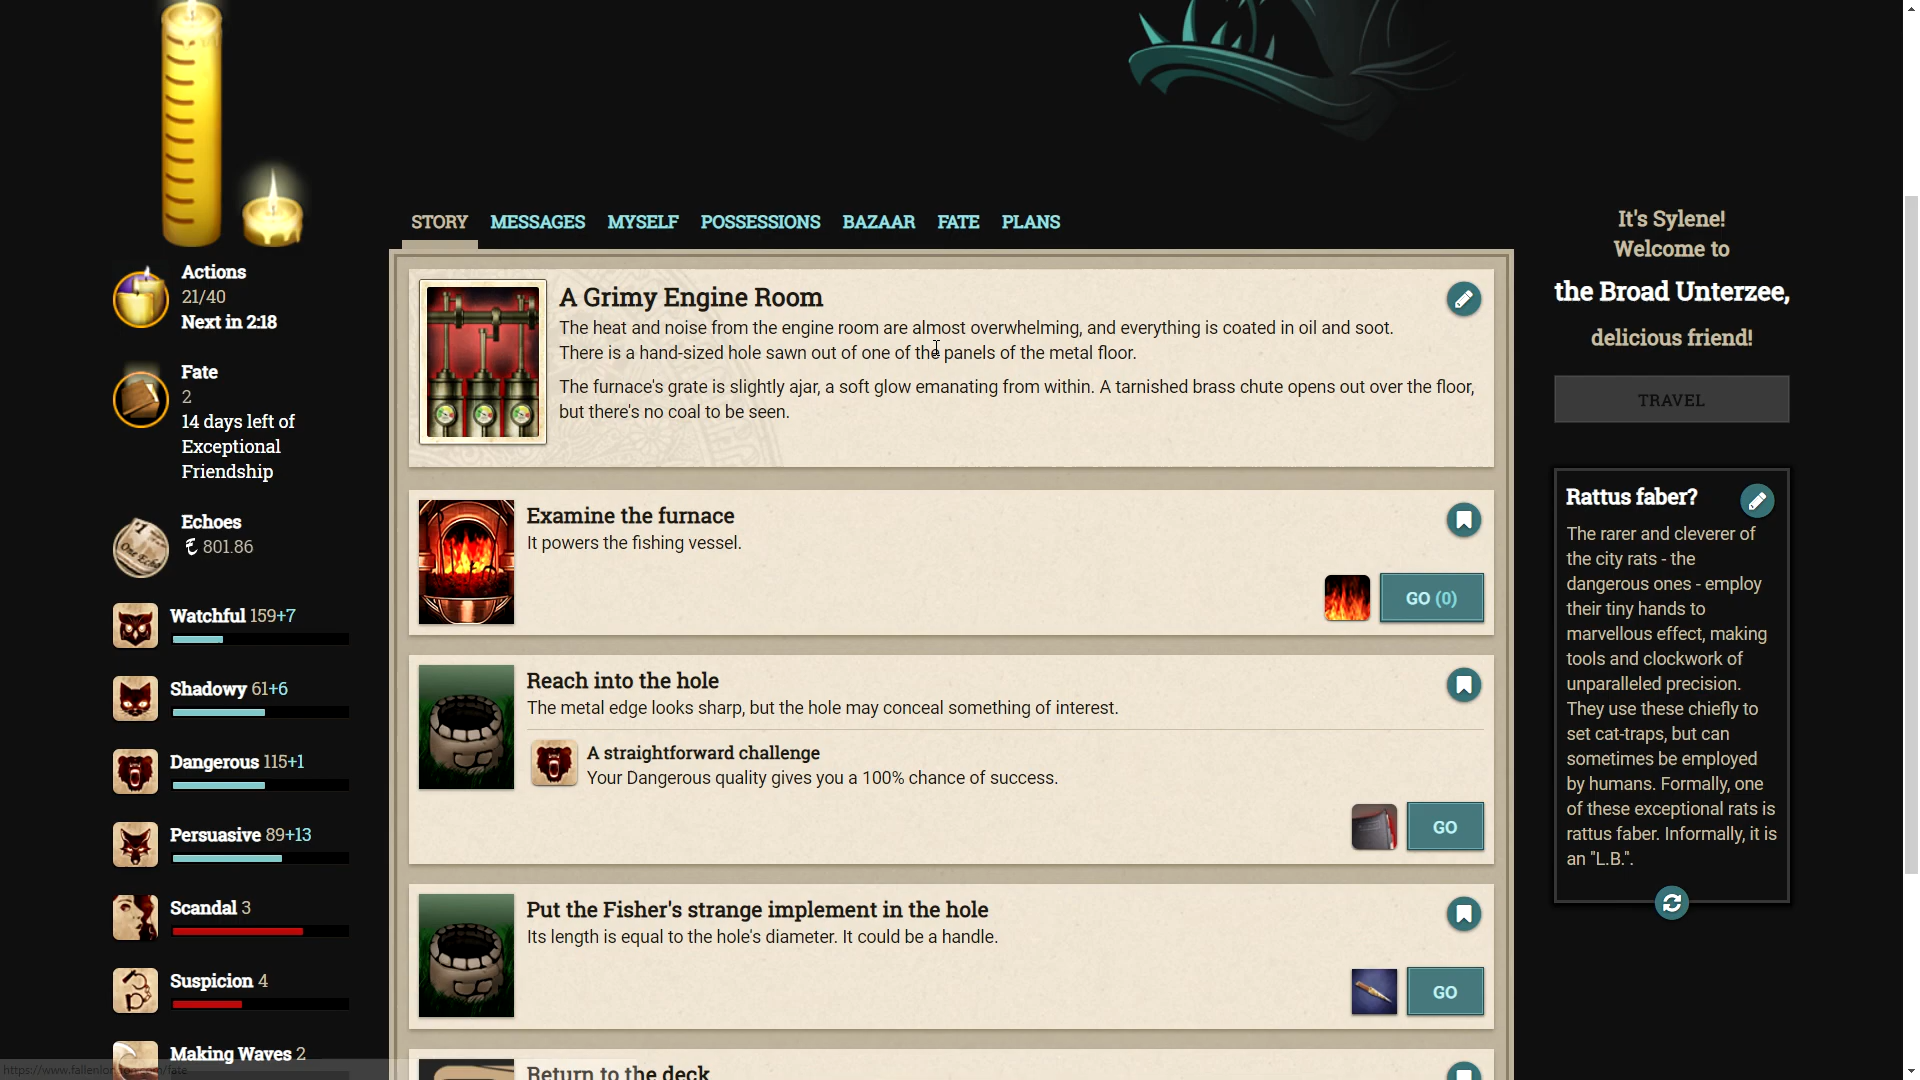 STORY MESSAGES MYSELF POSSESSIONS BAZAAR FATE PLANS
Actions
21/40
Next in 2:18
Fate
2
14 days left of
Exceptional
Friendship
Echoes
801.86
Watchful 159+7
Shadowy 61+6
Dangerous 115+1
Persuasive 89+13
Scandal 3
Suspicion 4
Making Waves 2
A Grimy Engine Room
The heat and noise from the engine room are almost overwhelming, and everything is coated in oil and soot.
There is a hand-sized hole sawn out of one of the panels of the metal floor.
The furnace's grate is slightly ajar, a soft glow emanating from within. A tarnished brass chute opens out over the floor,
but there's no coal to be seen.
Examine the furnace
It powers the fishing vessel.
GO (0)
Reach into the hole
The metal edge looks sharp, but the hole may conceal something of interest.
A straightforward challenge
Your Dangerous quality gives you a 100% chance of success.
GO
Put the Fisher's strange implement in the hole
Its length is equal to the hole's diameter. It could be a handle.
GO
Return to the deck
It's Sylene!
Welcome to
the Broad Unterzee,
delicious friend!
TRAVEL
Rattus faber?
The rarer and cleverer of
the city rats - the
dangerous ones - employ
their tiny hands to
marvellous effect, making
tools and clockwork of
unparalleled precision.
They use these chiefly to
set cat-traps, but can
sometimes be employed
by humans. Formally, one
of these exceptional rats is
rattus faber. Informally, it is
an "L.B.".